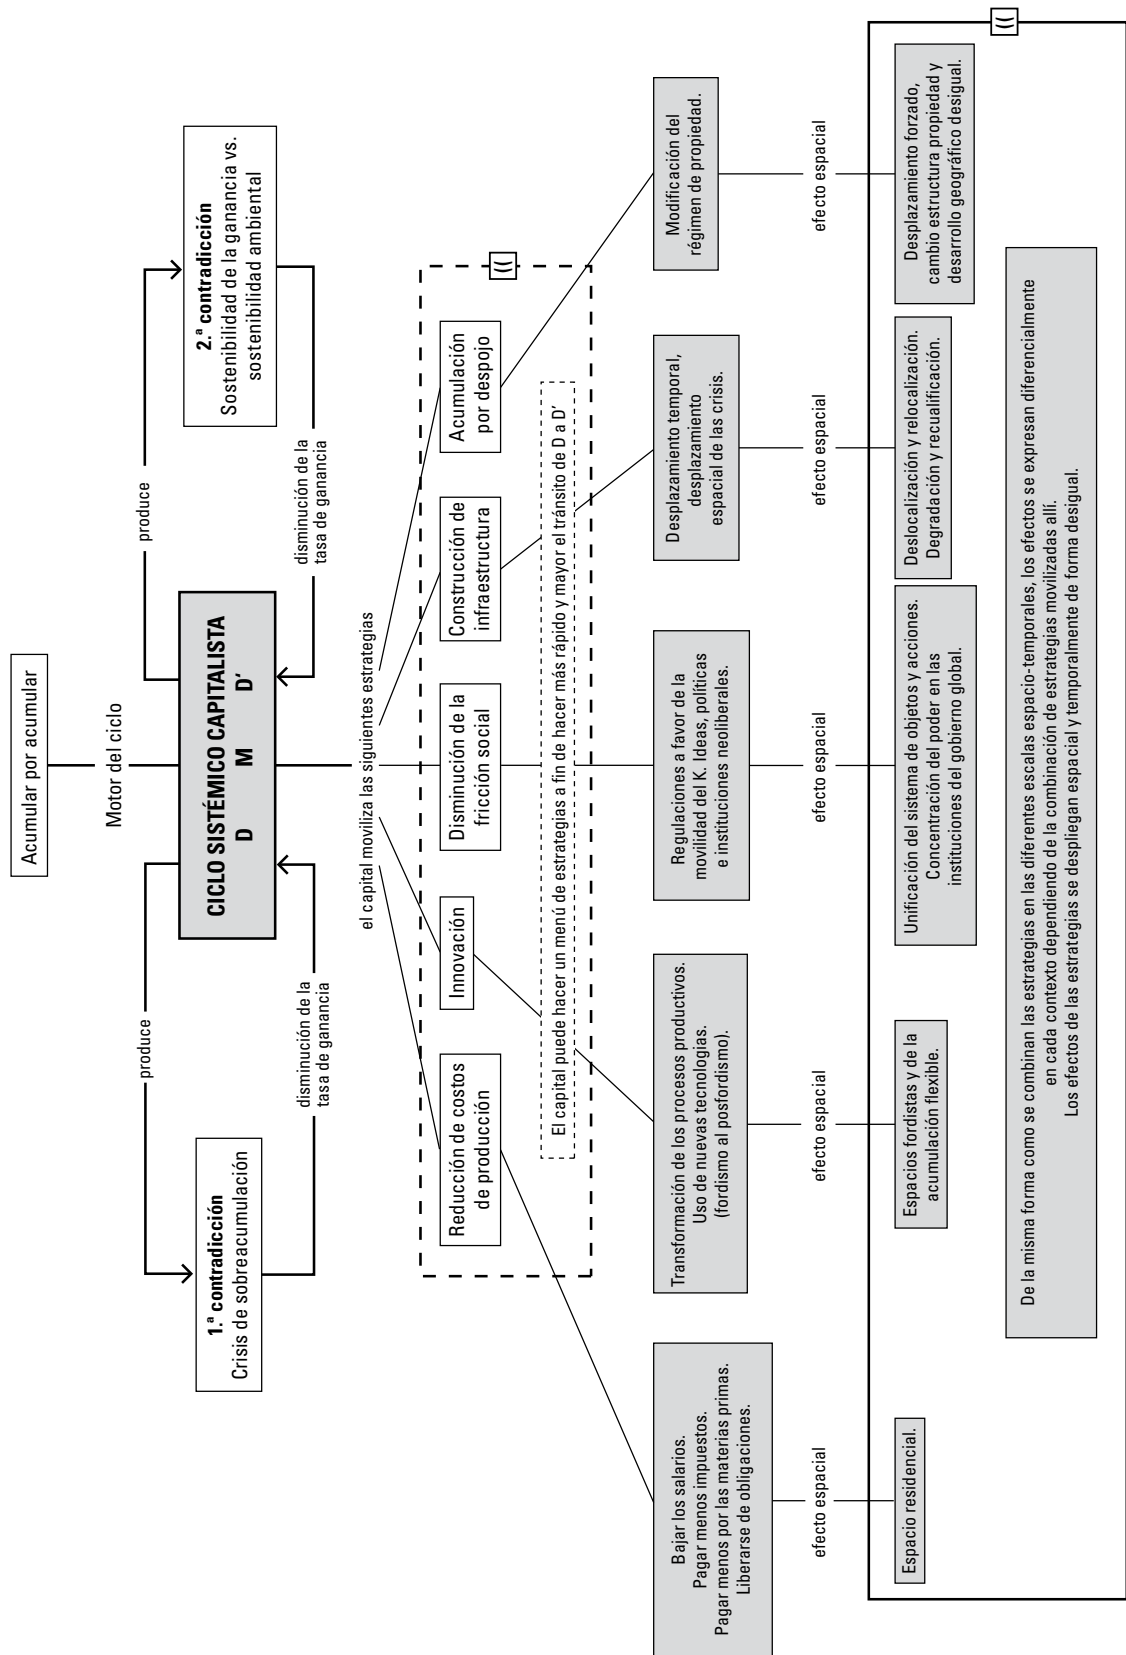 Acumular por acumular
Motor del ciclo
produce
produce
CICLO SISTÉMICO CAPITALISTA
D M D'
1.ª contradicción
Crisis de sobreacumulación
2.ª contradicción
Sostenibilidad de la ganancia vs.
sostenibilidad ambiental
disminución de la
tasa de ganancia
disminución de la
tasa de ganancia
el capital moviliza las siguientes estrategias
Reducción de costos
de producción
Innovación
Disminución de la
fricción social
Construcción de
infraestructura
Acumulación
por despojo
El capital puede hacer un menú de estrategias a fin de hacer más rápido y mayor el tránsito de D a D'
Bajar los salarios.
Pagar menos impuestos.
Pagar menos por las materias primas.
Liberarse de obligaciones.
Transformación de los procesos productivos.
Uso de nuevas tecnologías.
(fordismo al posfordismo).
Regulaciones a favor de la
movilidad del K. Ideas, políticas
e instituciones neoliberales.
Desplazamiento temporal,
desplazamiento
espacial de las crisis.
Modificación del
régimen de propiedad.
efecto espacial
efecto espacial
efecto espacial
efecto espacial
efecto espacial
Espacio residencial.
Espacios fordistas y de la
acumulación flexible.
Unificación del sistema de objetos y acciones.
Concentración del poder en las
instituciones del gobierno global.
Deslocalización y relocalización.
Degradación y recualificación.
Desplazamiento forzado,
cambio estructura propiedad y
desarrollo geográfico desigual.
De la misma forma como se combinan las estrategias en las diferentes escalas espacio-temporales, los efectos se expresan diferencialmente
en cada contexto dependiendo de la combinación de estrategias movilizadas allí.
Los efectos de las estrategias se despliegan espacial y temporalmente de forma desigual.